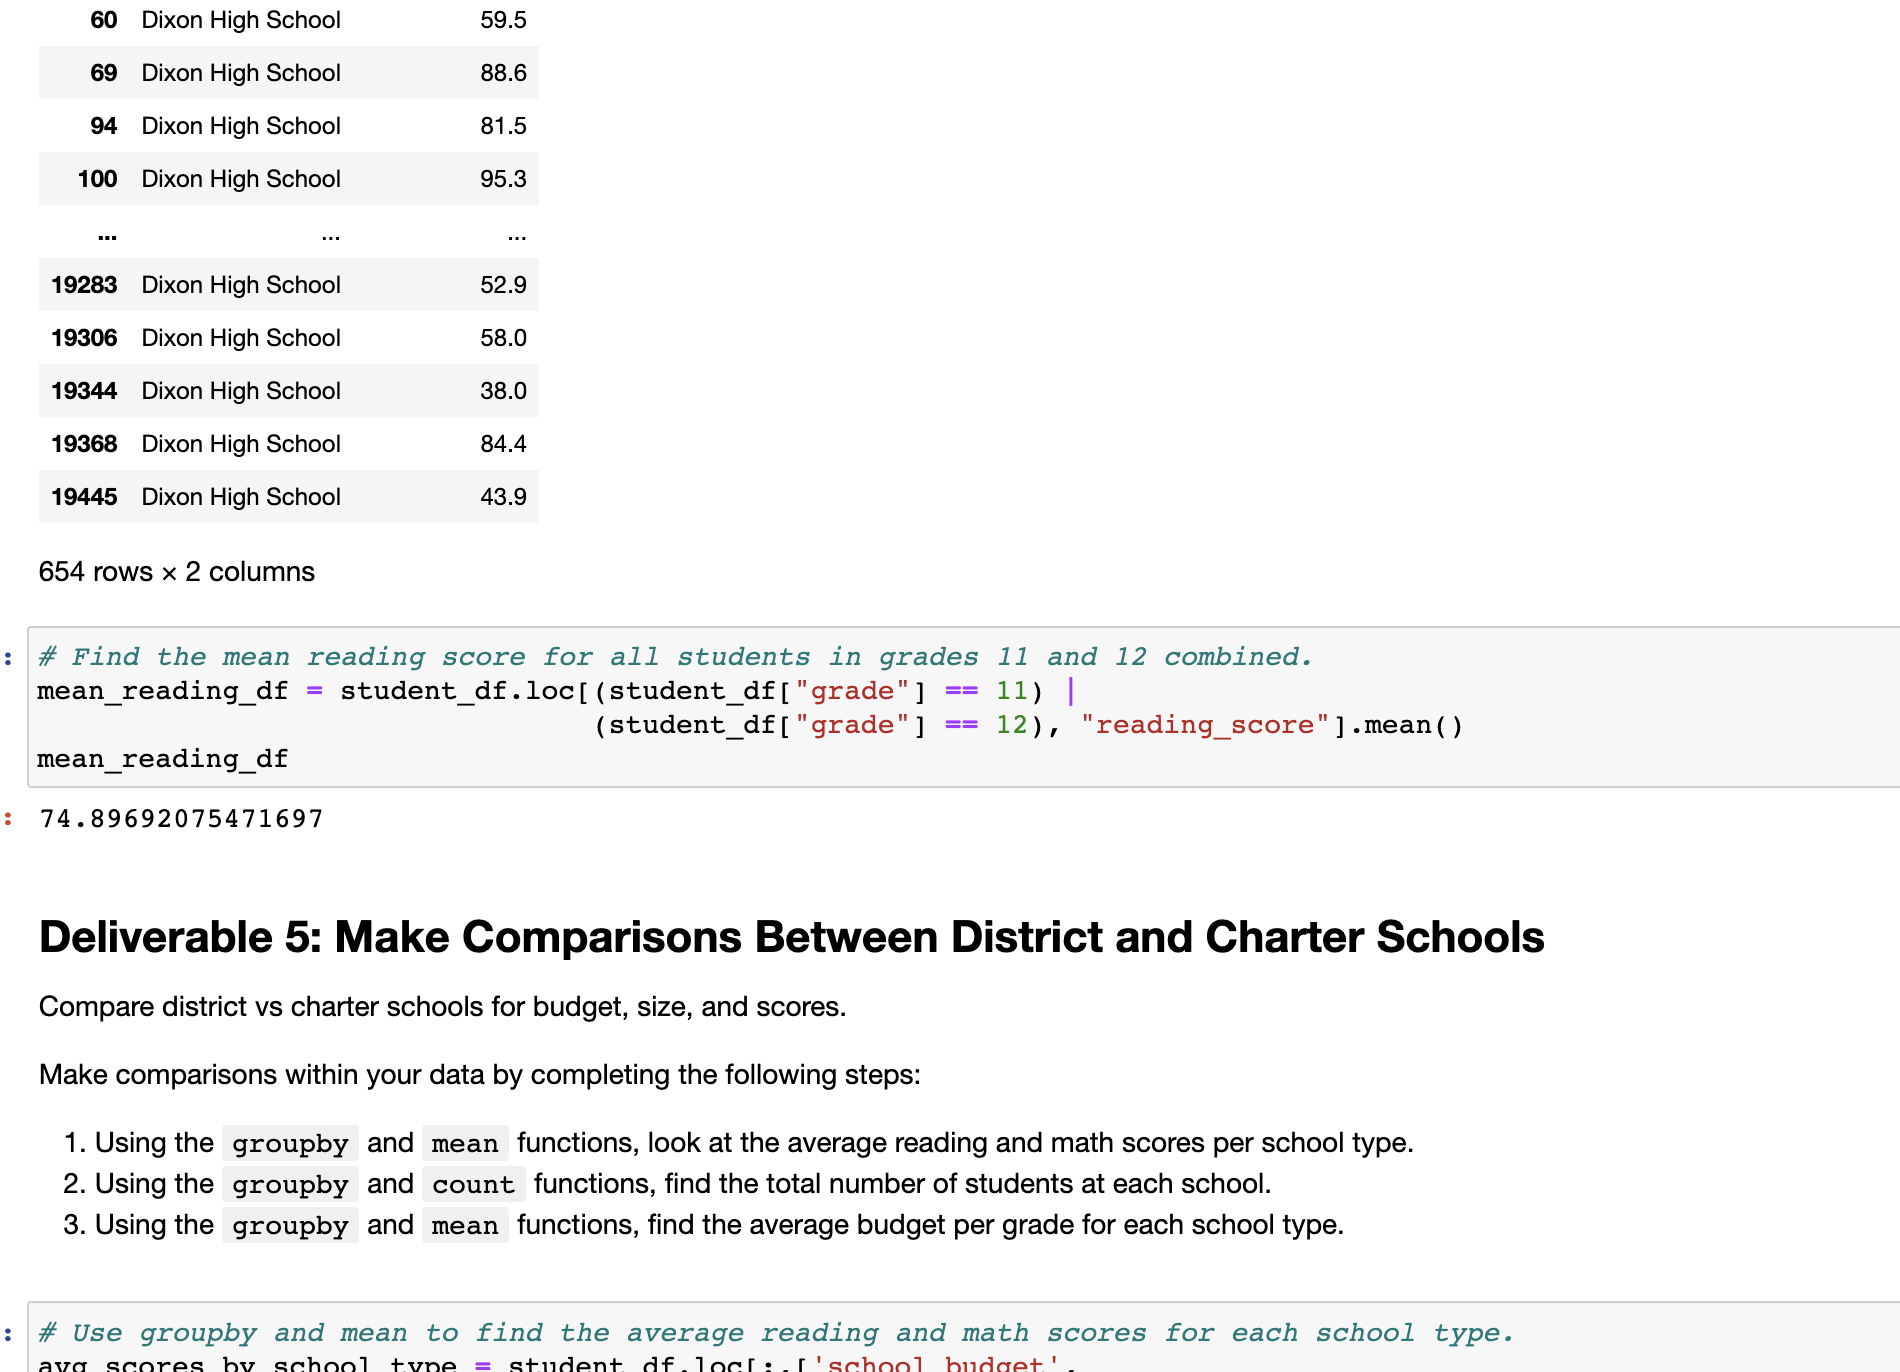 60 Dixon High School 59.5
69 Dixon High School 88.6
94 Dixon High School 81.5
100 Dixon High School 95.3
... ... ...
19283 Dixon High School 52.9
19306 Dixon High School 58.0
19344 Dixon High School 38.0
19368 Dixon High School 84.4
19445 Dixon High School 43.9
654 rows × 2 columns
: # Find the mean reading score for all students in grades 11 and 12 combined.
mean_reading_df = student_df.loc[(student_df["grade"] == 11) |
(student_df["grade"] == 12), "reading_score"].mean()
mean_reading_df
: 74.89692075471697
Deliverable 5: Make Comparisons Between District and Charter Schools
Compare district vs charter schools for budget, size, and scores.
Make comparisons within your data by completing the following steps:
1. Using the groupby and mean functions, look at the average reading and math scores per school type.
2. Using the groupby and count functions, find the total number of students at each school.
3. Using the groupby and mean functions, find the average budget per grade for each school type.
: # Use groupby and mean to find the average reading and math scores for each school type.
avg_scores_by_school_type = student_df.loc[:,['school_budget',